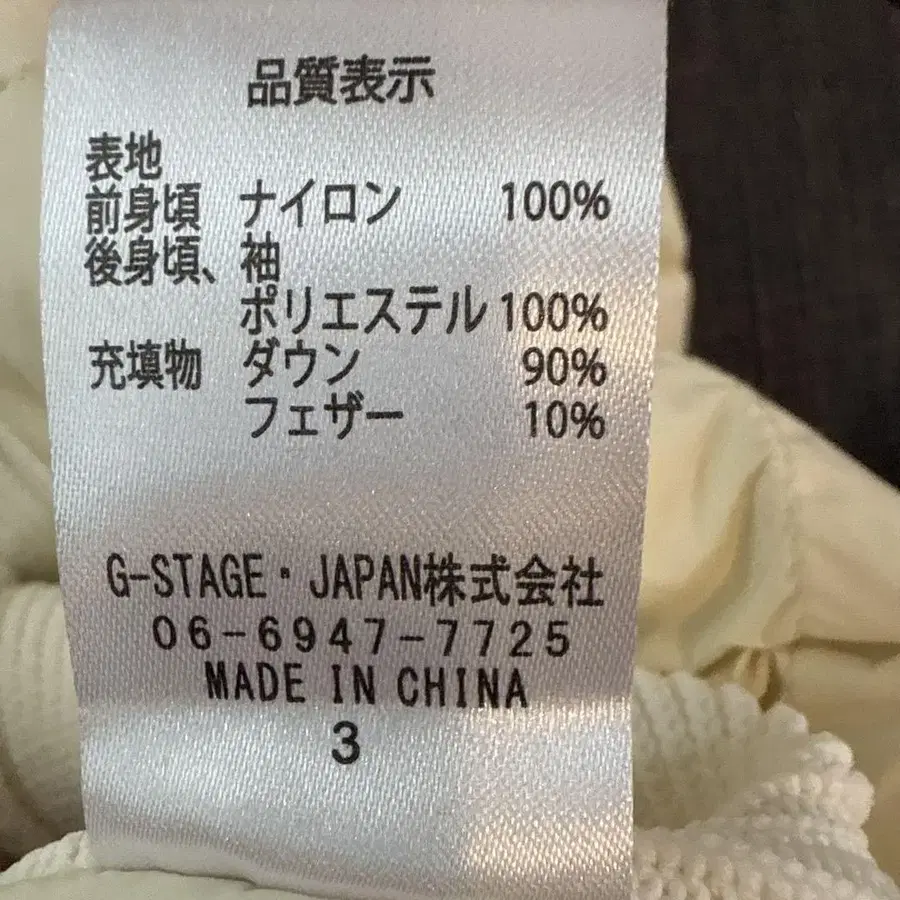 品質表示
表地
前身頃 ナイロン 100%
後身頃、袖
ポリエステル 100%
充填物 ダウン 90%
フェザー 10%
G-STAGE・JAPAN株式会社
06-6947-7725
MADE IN CHINA
3